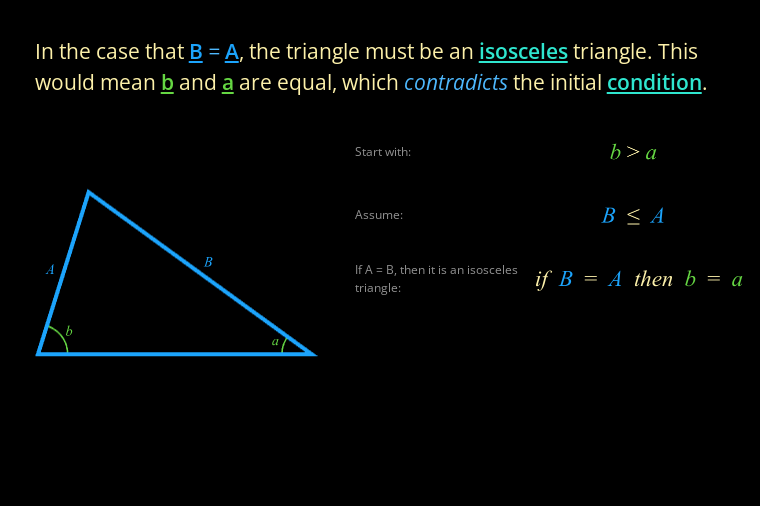 In the case that B = A, the triangle must be an isosceles triangle. This
would mean b and a are equal, which contradicts the initial condition.
Start with:
b > a
Assume:
B ≤ A
If A = B, then it is an isosceles
triangle:
if B = A then b = a
A
B
b
a